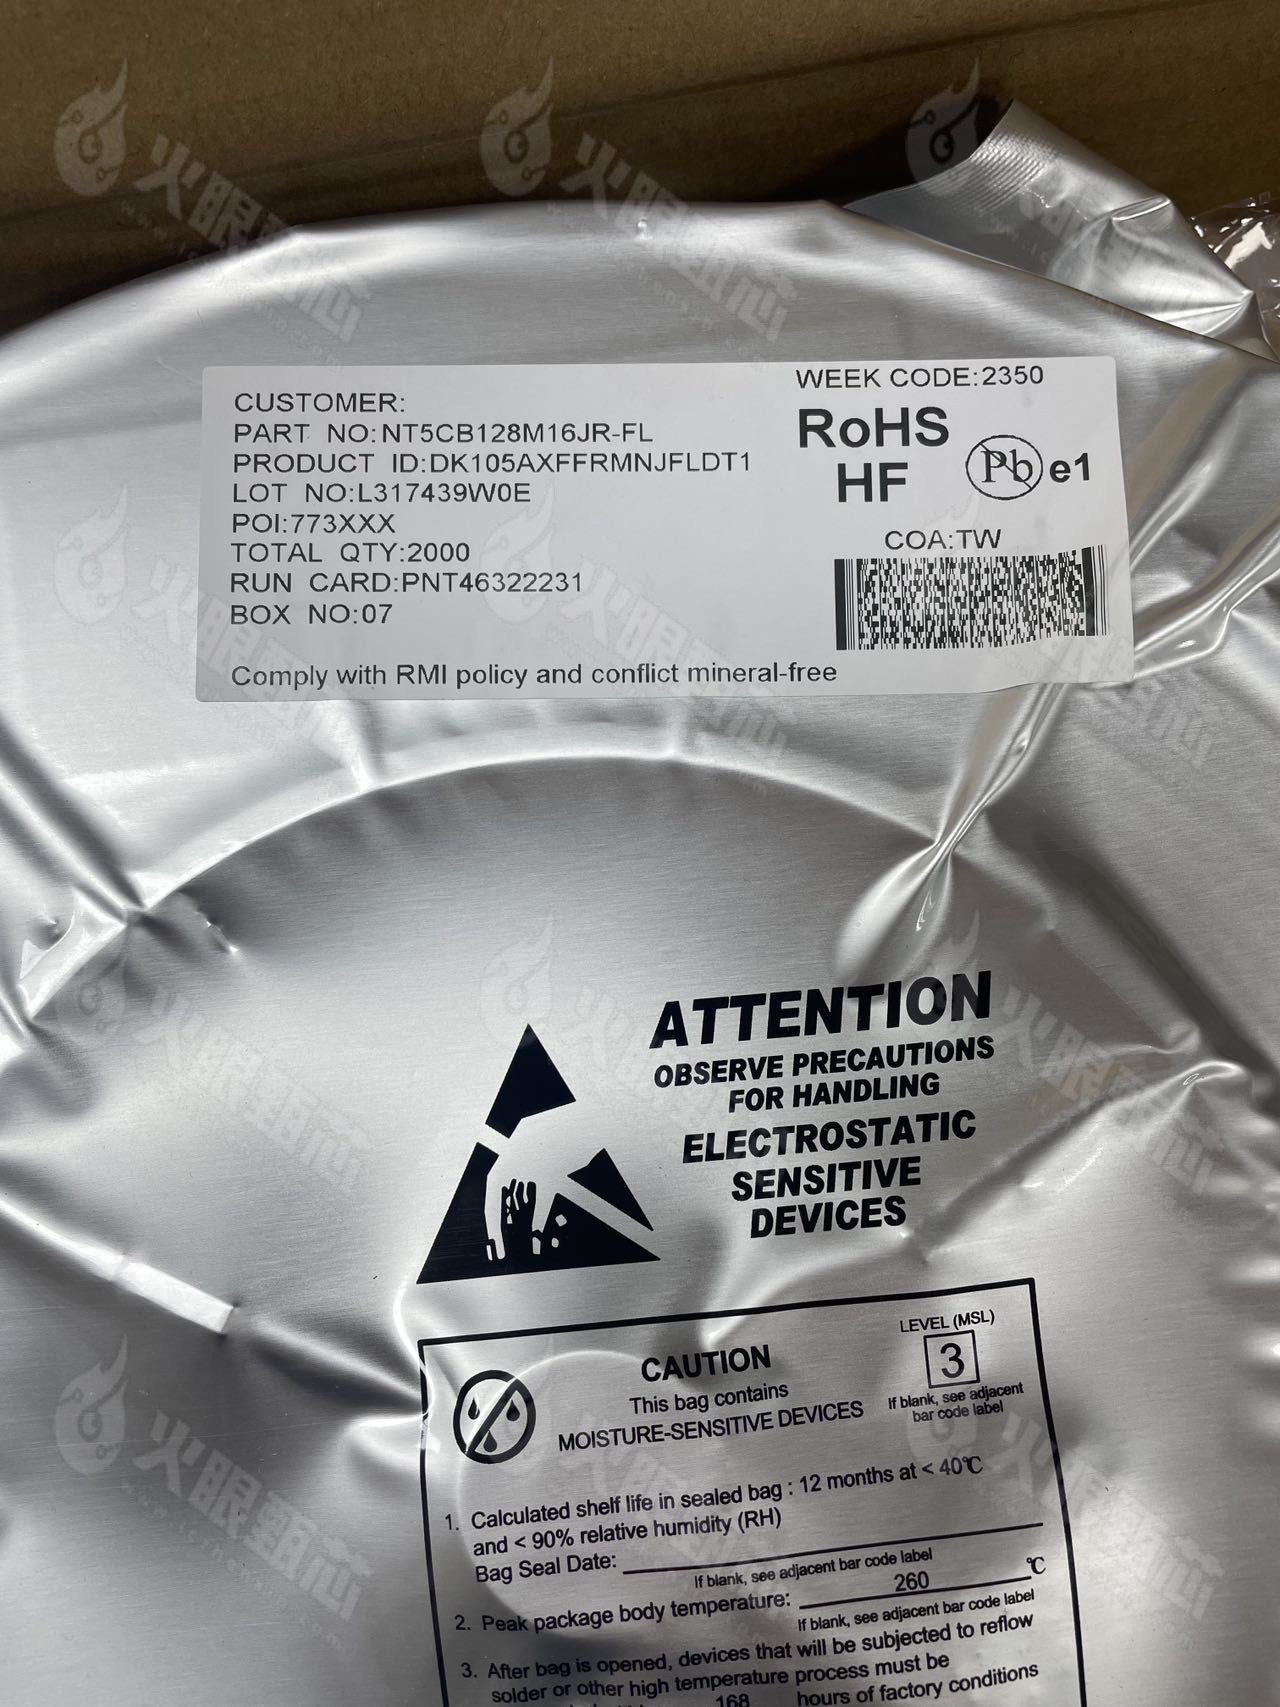 CUSTOMER:
PART NO:NT5CB128M16JR-FL
PRODUCT ID:DK105AXFFRMNJFLDT1
LOT NO:L317439W0E
POI:773XXX
TOTAL QTY:2000
RUN CARD:PNT46322231
BOX NO:07
Comply with RMI policy and conflict mineral-free
WEEK CODE:2350
RoHS
HF
Pb e1
COA:TW
ATTENTION
OBSERVE PRECAUTIONS
FOR HANDLING
ELECTROSTATIC
SENSITIVE
DEVICES
CAUTION
This bag contains
MOISTURE-SENSITIVE DEVICES
LEVEL (MSL)
3
If blank, see adjacent
bar code label
1. Calculated shelf life in sealed bag : 12 months at < 40℃
and < 90% relative humidity (RH)
Bag Seal Date:
If blank, see adjacent bar code label
2. Peak package body temperature: 260 ℃
If blank, see adjacent bar code label
3. After bag is opened, devices that will be subjected to reflow
solder or other high temperature process must be
168 hours of factory conditions
火眼甄芯